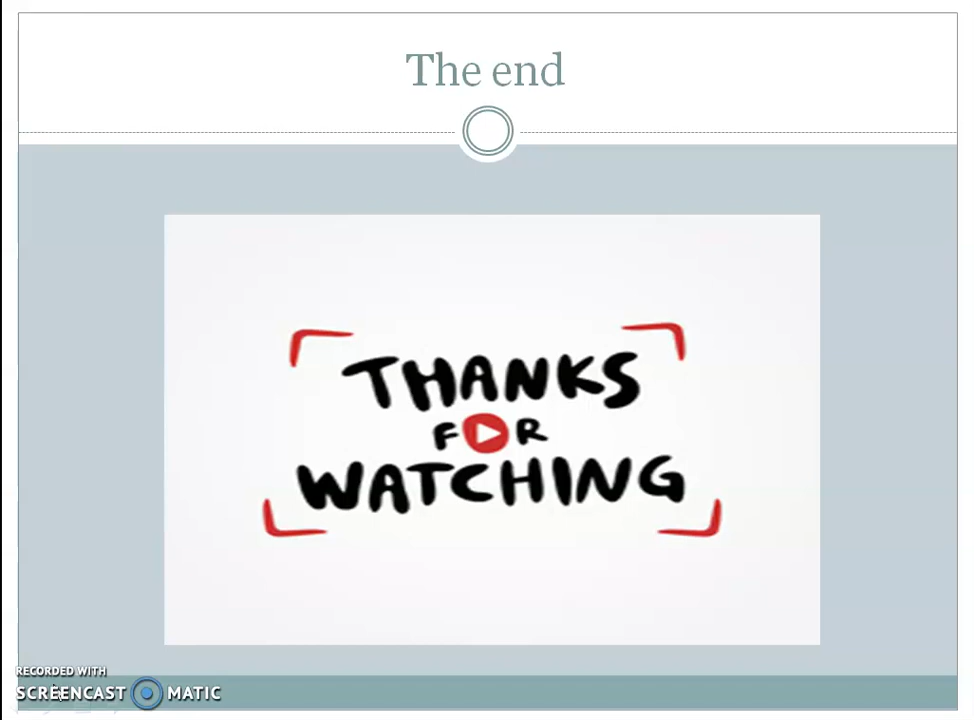 The end
THANKS
FOR
WATCHING
RECORDED WITH
SCREENCAST MATIC